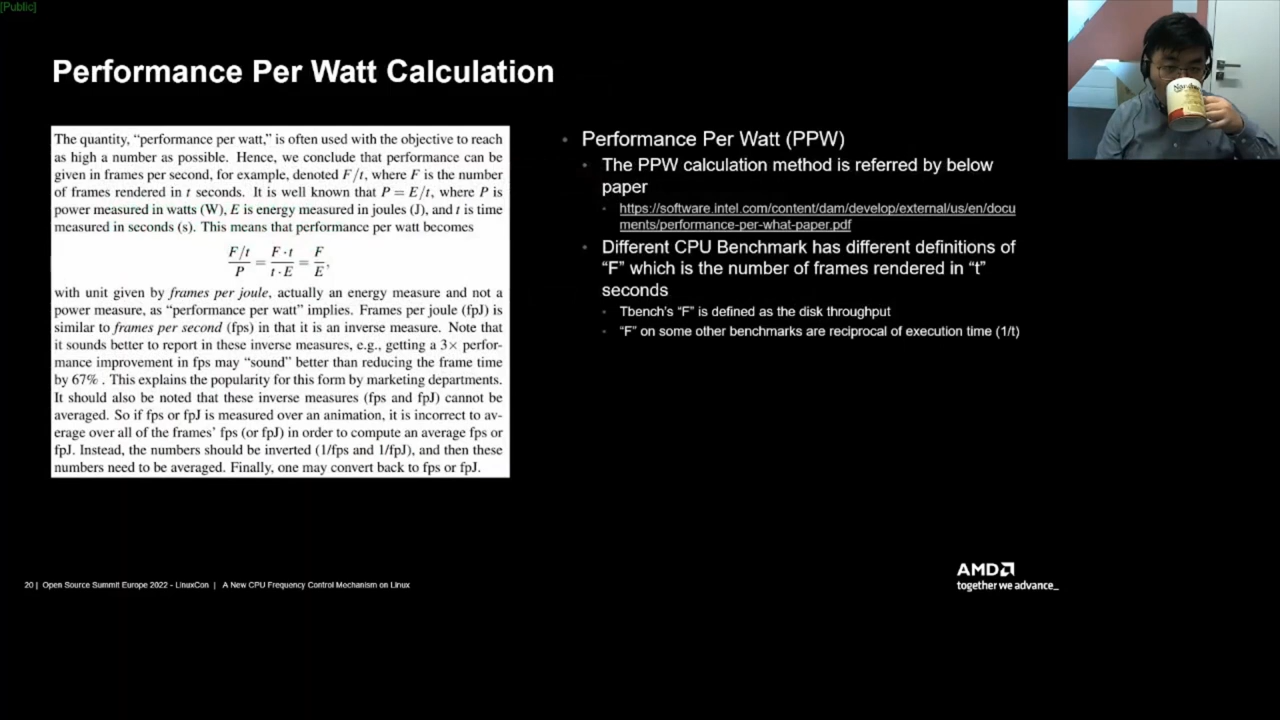 [Public]
Performance Per Watt Calculation
The quantity, “performance per watt,” is often used with the objective to reach
as high a number as possible. Hence, we conclude that performance can be
given in frames per second, for example, denoted F/t, where F is the number
of frames rendered in t seconds. It is well known that P = E/t, where P is
power measured in watts (W), E is energy measured in joules (J), and t is time
measured in seconds (s). This means that performance per watt becomes
F/t / P = F · t / t · E = F / E,
with unit given by frames per joule, actually an energy measure and not a
power measure, as “performance per watt” implies. Frames per joule (fpJ) is
similar to frames per second (fps) in that it is an inverse measure. Note that
it sounds better to report in these inverse measures, e.g., getting a 3× perfor-
mance improvement in fps may “sound” better than reducing the frame time
by 67% . This explains the popularity for this form by marketing departments.
It should also be noted that these inverse measures (fps and fpJ) cannot be
averaged. So if fps or fpJ is measured over an animation, it is incorrect to av-
erage over all of the frames’ fps (or fpJ) in order to compute an average fps or
fpJ. Instead, the numbers should be inverted (1/fps and 1/fpJ), and then these
numbers need to be averaged. Finally, one may convert back to fps or fpJ.
• Performance Per Watt (PPW)
• The PPW calculation method is referred by below
paper
• https://software.intel.com/content/dam/develop/external/us/en/docu
ments/performance-per-what-paper.pdf
• Different CPU Benchmark has different definitions of
“F” which is the number of frames rendered in “t”
seconds
• Tbench’s “F” is defined as the disk throughput
• “F” on some other benchmarks are reciprocal of execution time (1/t)
20 | Open Source Summit Europe 2022 - LinuxCon | A New CPU Frequency Control Mechanism on Linux
AMD
together we advance_